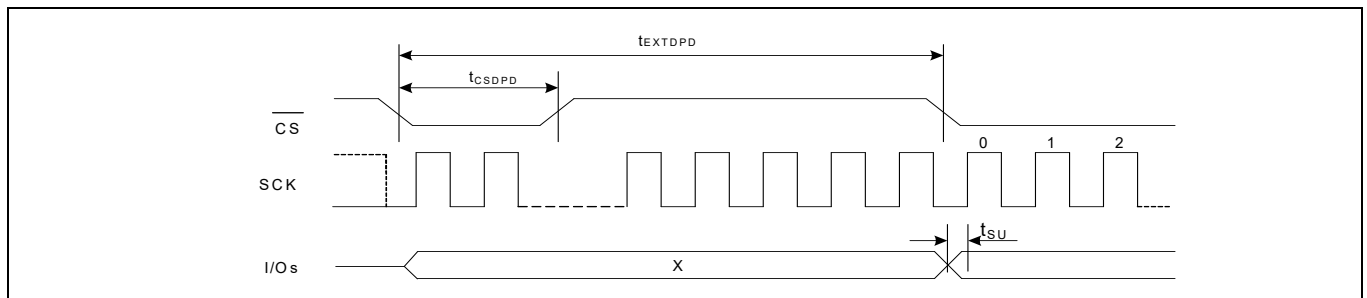 tEXTDPD
tCSDPD
CS
0 1 2
SCK
tSU
I/Os
X